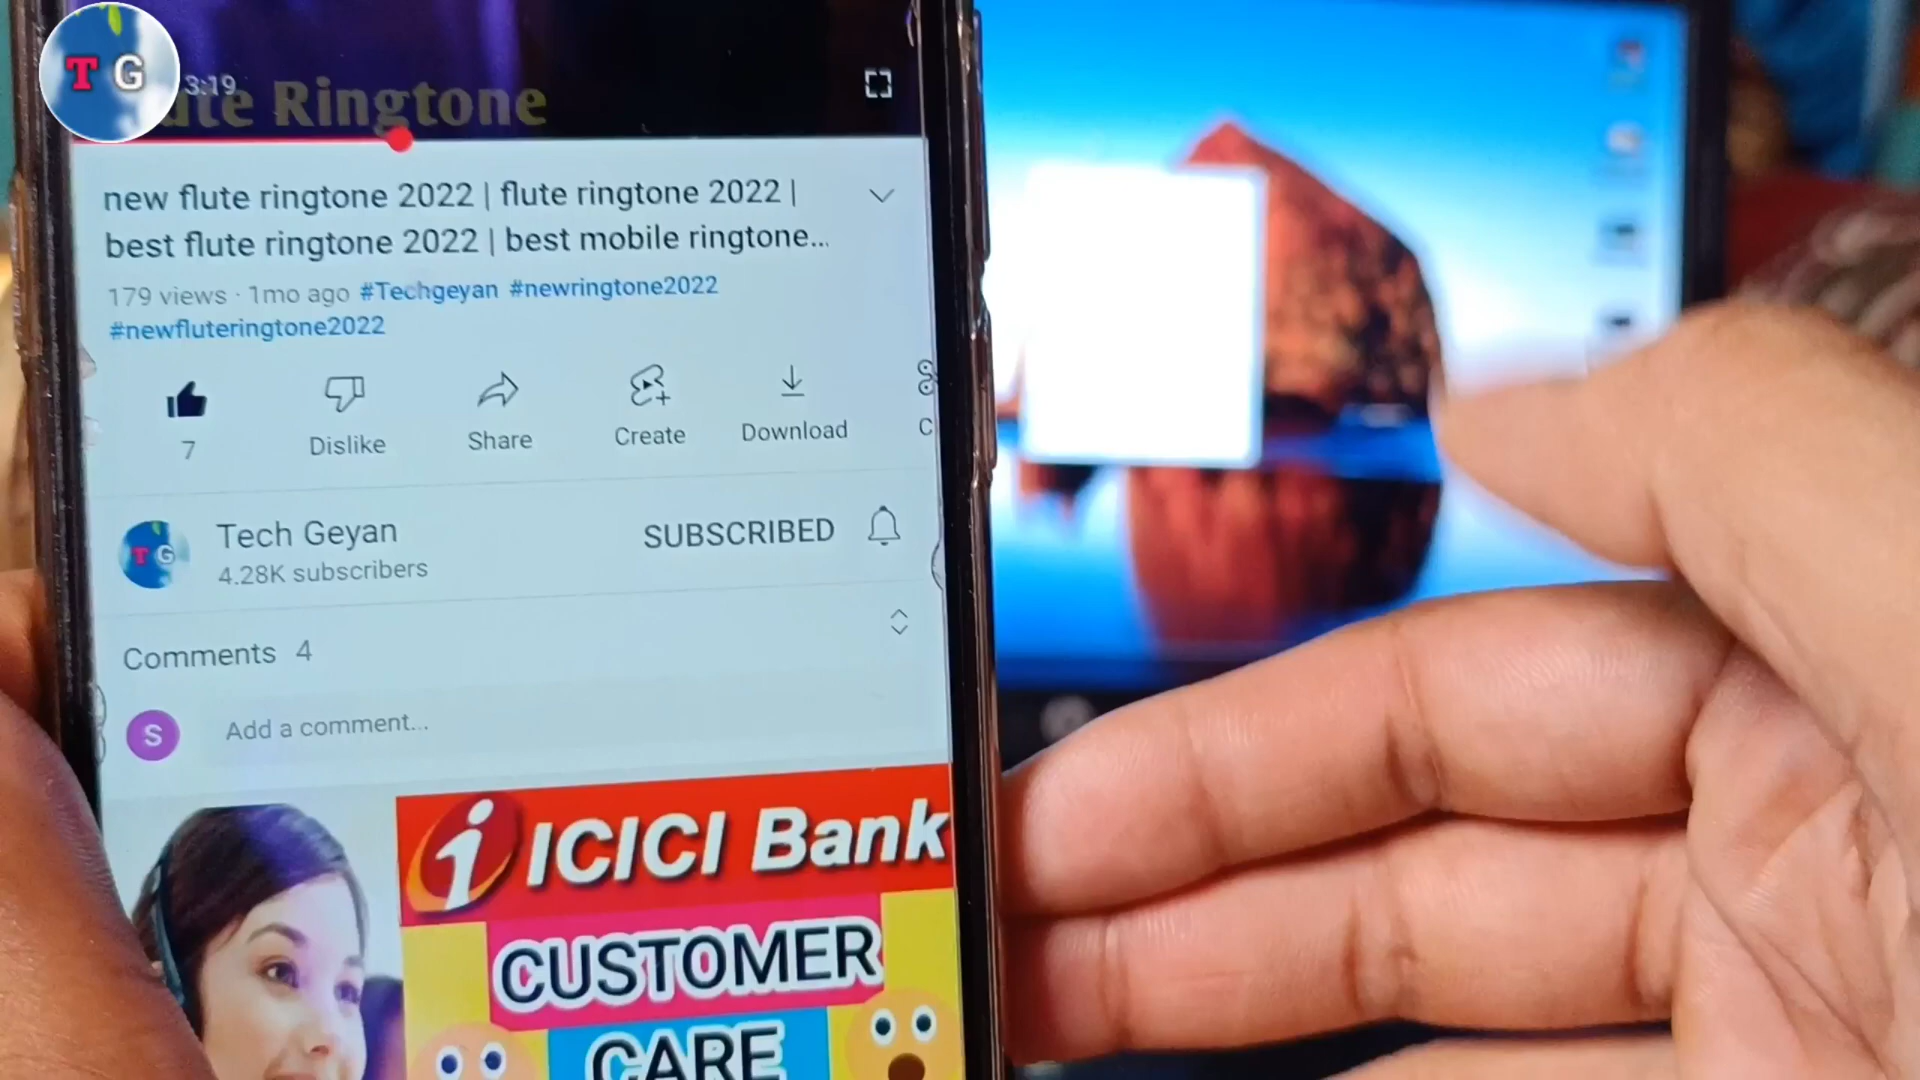 T G
3:19
Ringtone
new flute ringtone 2022 | flute ringtone 2022 |
best flute ringtone 2022 | best mobile ringtone...
179 views · 1mo ago #Techgeyan #newringtone2022
#newfluteringtone2022
7 Dislike Share Create Download C
Tech Geyan SUBSCRIBED
4.28K subscribers
TG
Comments 4
S Add a comment...
i ICICI Bank
CUSTOMER
CARE